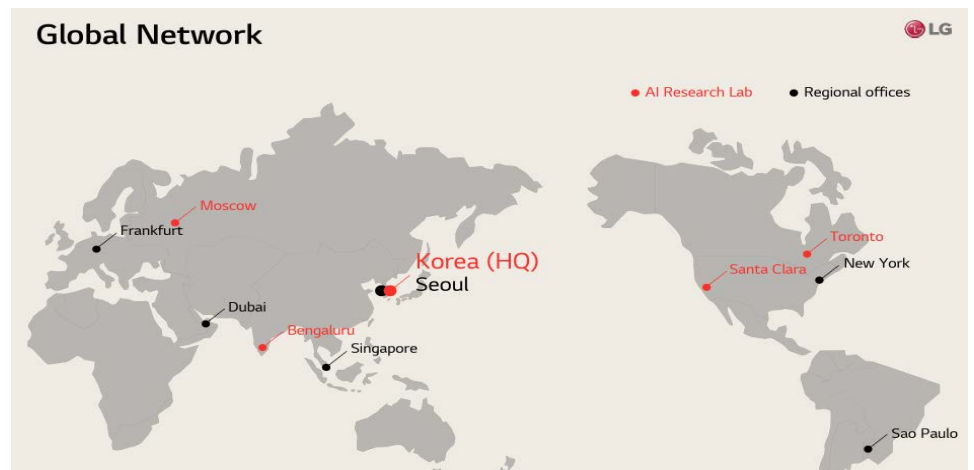 Global Network
LG
AI Research Lab
Regional offices
Moscow
Frankfurt
Korea (HQ)
Seoul
Toronto
New York
Santa Clara
Dubai
Bengaluru
Singapore
Sao Paulo